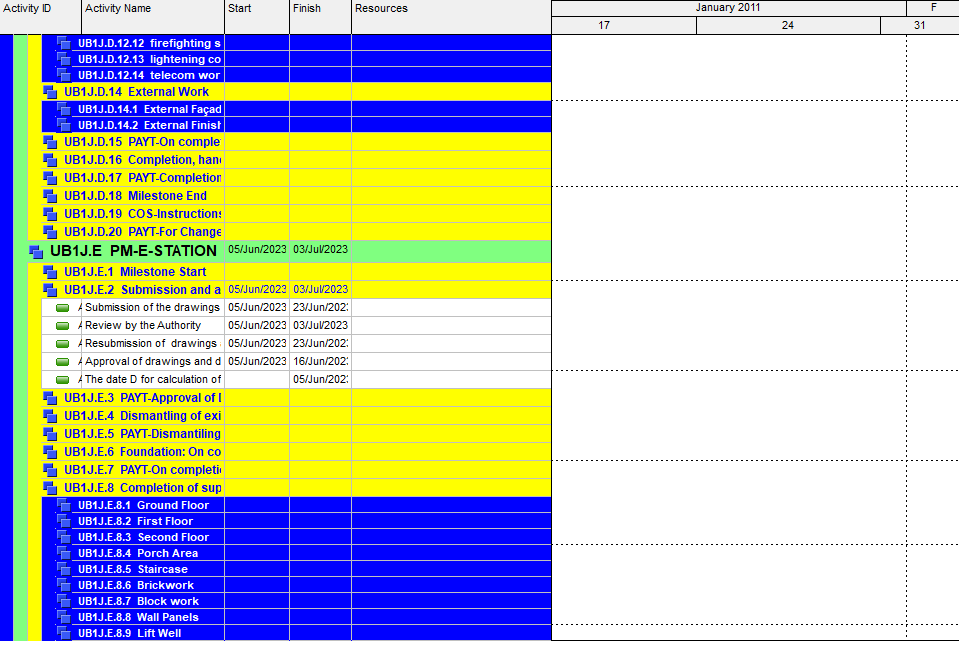 Activity ID Activity Name Start Finish Resources January 2011 F
17 24 31
UB1J.D.12.12 firefighting s
UB1J.D.12.13 lightening co
UB1J.D.12.14 telecom wor
UB1J.D.14 External Work
UB1J.D.14.1 External Façad
UB1J.D.14.2 External Finish
UB1J.D.15 PAYT-On comple
UB1J.D.16 Completion, han
UB1J.D.17 PAYT-Completion
UB1J.D.18 Milestone End
UB1J.D.19 COS-Instructions
UB1J.D.20 PAYT-For Change
UB1J.E PM-E-STATION 05/Jun/2023 03/Jul/2023
UB1J.E.1 Milestone Start
UB1J.E.2 Submission and a 05/Jun/2023 03/Jul/2023
A Submission of the drawings 05/Jun/2023 23/Jun/2023
A Review by the Authority 05/Jun/2023 03/Jul/2023
A Resubmission of drawings 05/Jun/2023 23/Jun/2023
A Approval of drawings and d 05/Jun/2023 16/Jun/2023
A The date D for calculation of 05/Jun/2023
UB1J.E.3 PAYT-Approval of
UB1J.E.4 Dismantling of exi
UB1J.E.5 PAYT-Dismantiling
UB1J.E.6 Foundation: On co
UB1J.E.7 PAYT-On completi
UB1J.E.8 Completion of sup
UB1J.E.8.1 Ground Floor
UB1J.E.8.2 First Floor
UB1J.E.8.3 Second Floor
UB1J.E.8.4 Porch Area
UB1J.E.8.5 Staircase
UB1J.E.8.6 Brickwork
UB1J.E.8.7 Block work
UB1J.E.8.8 Wall Panels
UB1J.E.8.9 Lift Well